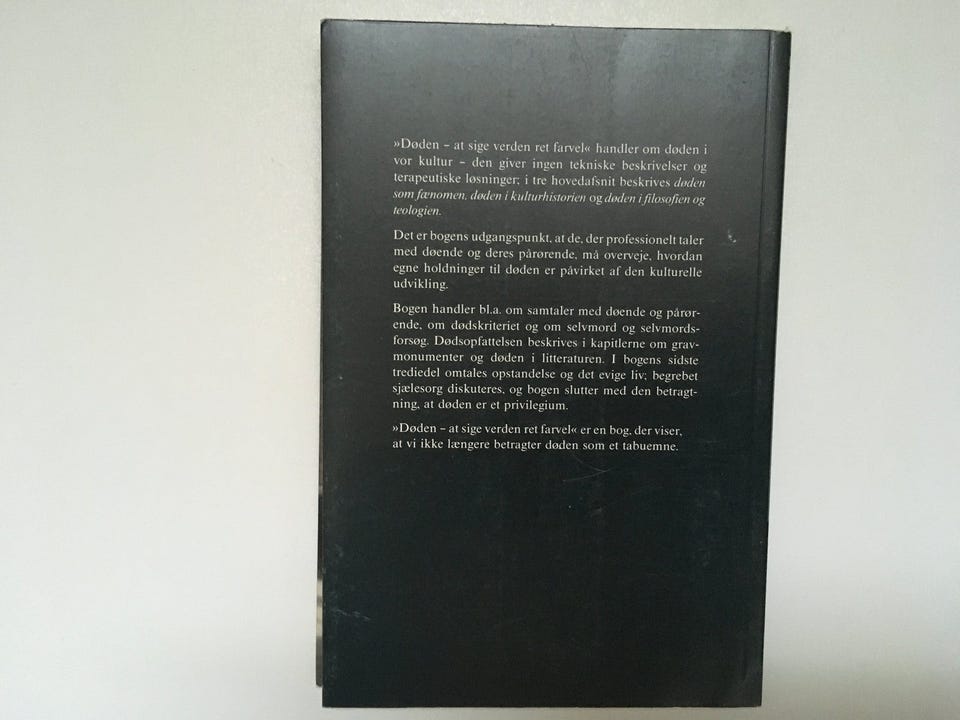 »Døden – at sige verden ret farvel« handler om døden i
vor kultur – den giver ingen tekniske beskrivelser og
terapeutiske løsninger; i tre hovedafsnit beskrives døden
som fænomen, døden i kulturhistorien og døden i filosofien og
teologien.
Det er bogens udgangspunkt, at de, der professionelt taler
med døende og deres pårørende, må overveje, hvordan
egne holdninger til døden er påvirket af den kulturelle
udvikling.
Bogen handler bl.a. om samtaler med døende og pårør-
ende, om dødskriteriet og om selvmord og selvmords-
forsøg. Dødsopfattelsen beskrives i kapitlerne om grav-
monumenter og døden i litteraturen. I bogens sidste
trediedel omtales opstandelse og det evige liv; begrebet
sjælesorg diskuteres, og bogen slutter med den betragt-
ning, at døden er et privilegium.
»Døden – at sige verden ret farvel« er en bog, der viser,
at vi ikke længere betragter døden som et tabuemne.